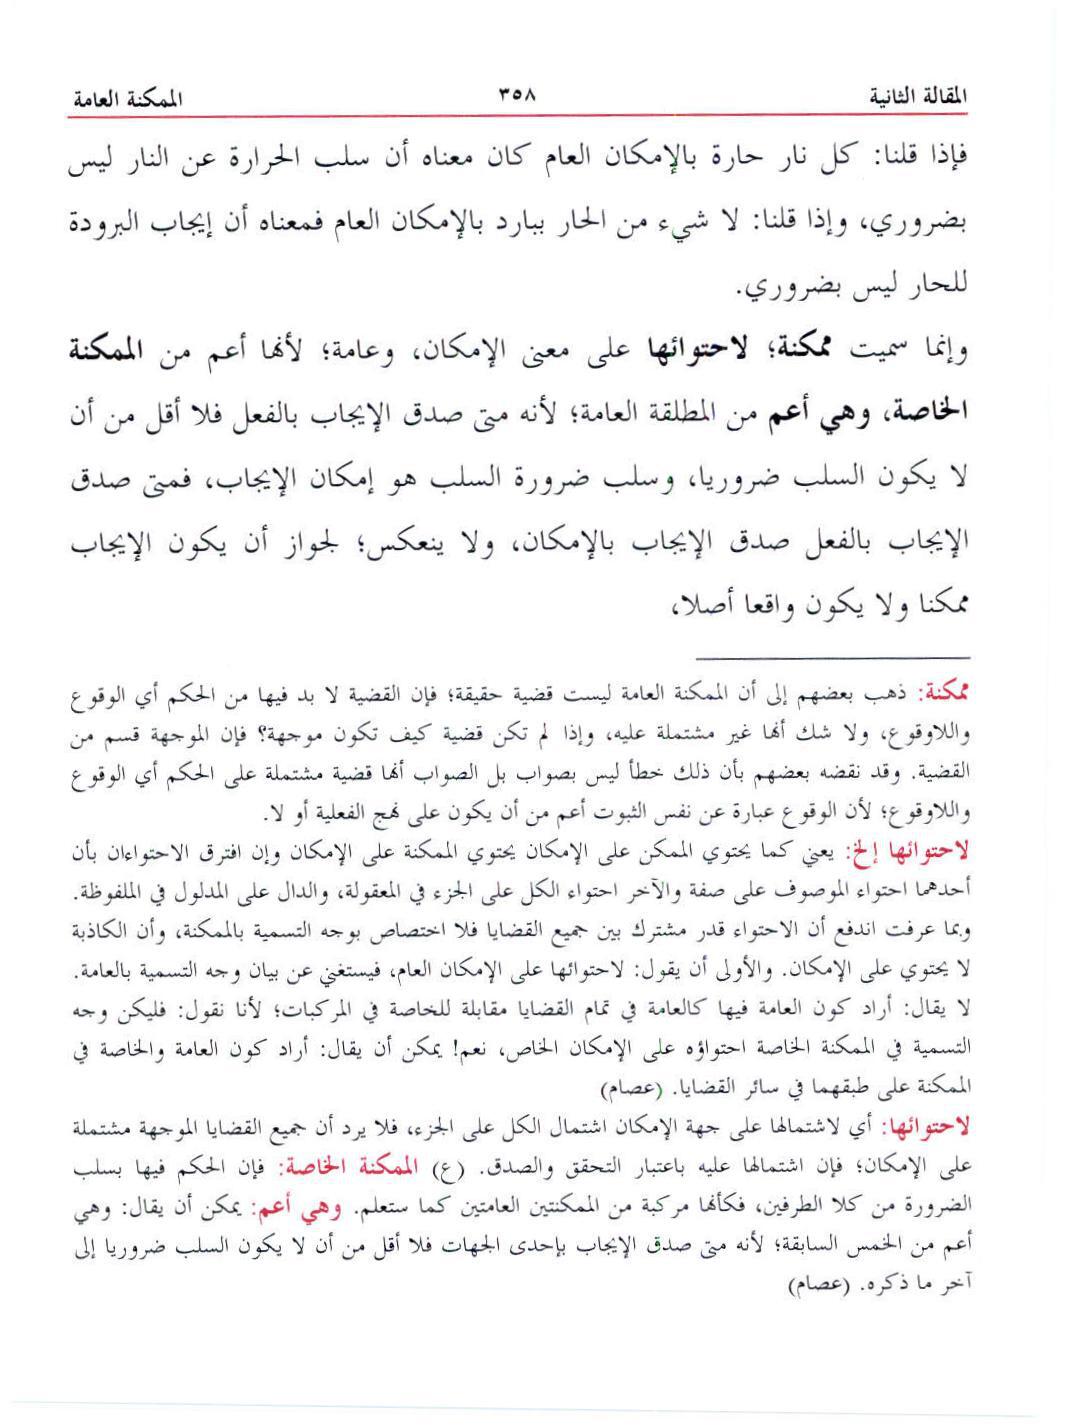 المقالة الثانية ٣٥٨ الممكنة العامة
فإذا قلنا: كل نار حارة بالإمكان العام كان معناه أن سلب الحرارة عن النار ليس
بضروري، وإذا قلنا: لا شيء من الحار ببارد بالإمكان العام فمعناه أن إيجاب البرودة
للحار ليس بضروري.
وإنما سميت ممكنة؛ لاحتوائها على معنى الإمكان، وعامة؛ لأنها أعم من الممكنة
الخاصة، وهي أعم من المطلقة العامة؛ لأنه متى صدق الإيجاب بالفعل فلا أقل من أن
لا يكون السلب ضروريا، وسلب ضرورة السلب هو إمكان الإيجاب، فمتى صدق
الإيجاب بالفعل صدق الإيجاب بالإمكان، ولا ينعكس؛ لجواز أن يكون الإيجاب
ممكنا ولا يكون واقعا أصلا،
ممكنة: ذهب بعضهم إلى أن الممكنة العامة ليست قضية حقيقة؛ فإن القضية لا بد فيها من الحكم أي الوقوع
واللاوقوع، ولا شك أنها غير مشتملة عليه، وإذا لم تكن قضية كيف تكون موجهة؟ فإن الموجهة قسم من
القضية. وقد نقضه بعضهم بأن ذلك خطأ ليس بصواب بل الصواب أنها قضية مشتملة على الحكم أي الوقوع
واللاوقوع؛ لأن الوقوع عبارة عن نفس الثبوت أعم من أن يكون على نهج الفعلية أو لا.
لاحتوائها إلخ: يعني كما يحتوي الممكن على الإمكان يحتوي الممكنة على الإمكان وإن افترق الاحتواءان بأن
أحدهما احتواء الموصوف على صفة والآخر احتواء الكل على الجزء في المعقولة، والدال على المدلول في الملفوظة.
وبما عرفت اندفع أن الاحتواء قدر مشترك بين جميع القضايا فلا اختصاص بوجه التسمية بالممكنة، وأن الكاذبة
لا يحتوي على الإمكان. والأولى أن يقول: لاحتوائها على الإمكان العام، فيستغني عن بيان وجه التسمية بالعامة.
لا يقال: أراد كون العامة فيها كالعامة في تمام القضايا مقابلة للخاصة في المركبات؛ لأنا نقول: فليكن وجه
التسمية في الممكنة الخاصة احتواؤه على الإمكان الخاص، نعم! يمكن أن يقال: أراد كون العامة والخاصة في
الممكنة على طبقهما في سائر القضايا. (عصام)
لاحتوائها: أي لاشتمالها على جهة الإمكان اشتمال الكل على الجزء، فلا يرد أن جميع القضايا الموجهة مشتملة
على الإمكان؛ فإن اشتمالها عليه باعتبار التحقق والصدق. (ع) الممكنة الخاصة: فإن الحكم فيها بسلب
الضرورة من كلا الطرفين، فكأنها مركبة من الممكنتين العامتين كما ستعلم. وهي أعم: يمكن أن يقال: وهي
أعم من الخمس السابقة؛ لأنه متى صدق الإيجاب بإحدى الجهات فلا أقل من أن لا يكون السلب ضروريا إلى
آخر ما ذكره. (عصام)